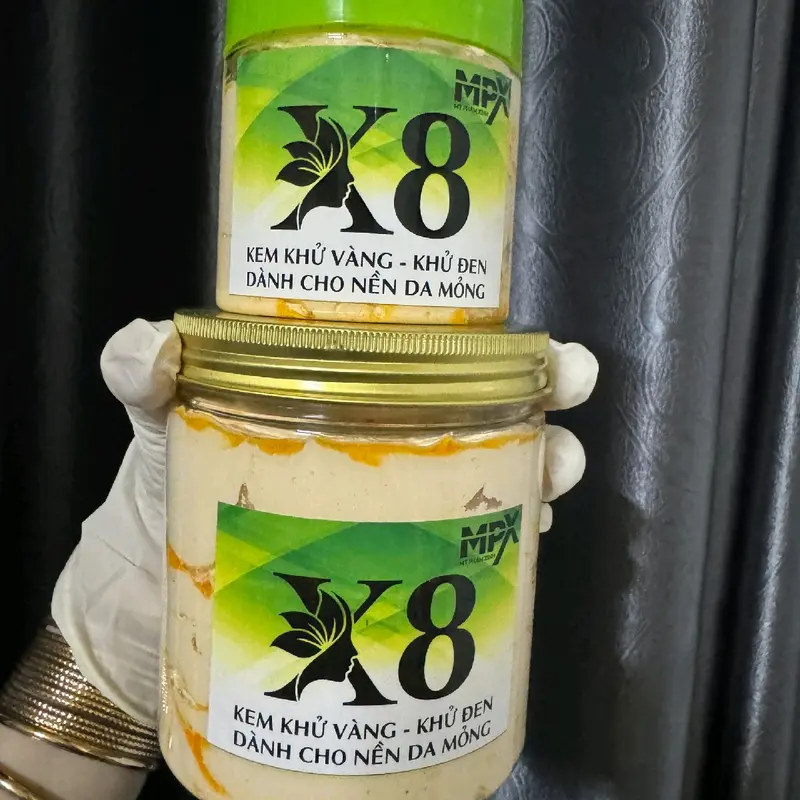 MPX
X8
KEM KHỬ VÀNG - KHỬ ĐEN
DÀNH CHO NỀN DA MỎNG
MPX
X8
KEM KHỬ VÀNG - KHỬ ĐEN
DÀNH CHO NỀN DA MỎNG